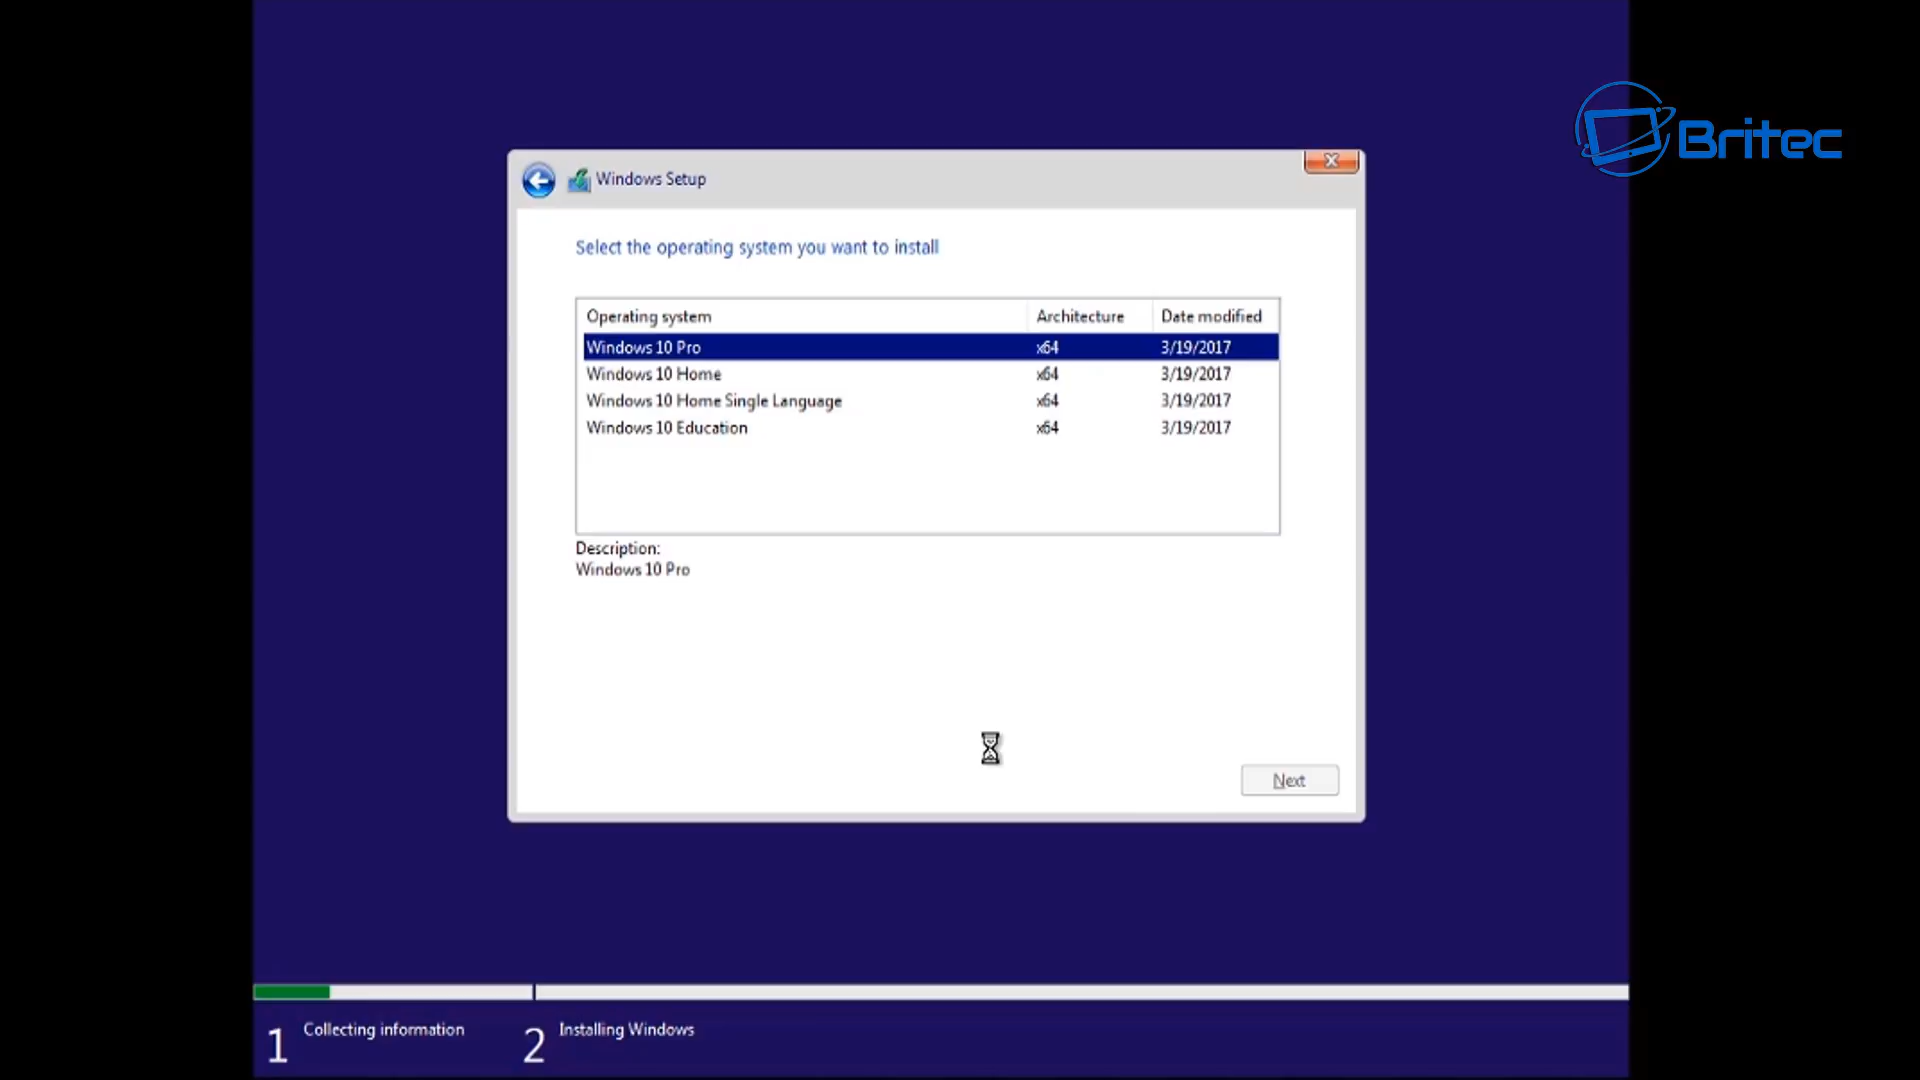 Britec
Windows Setup
Select the operating system you want to install
Operating system Architecture Date modified
Windows 10 Pro x64 3/19/2017
Windows 10 Home x64 3/19/2017
Windows 10 Home Single Language x64 3/19/2017
Windows 10 Education x64 3/19/2017
Description:
Windows 10 Pro
Next
1 Collecting information 2 Installing Windows